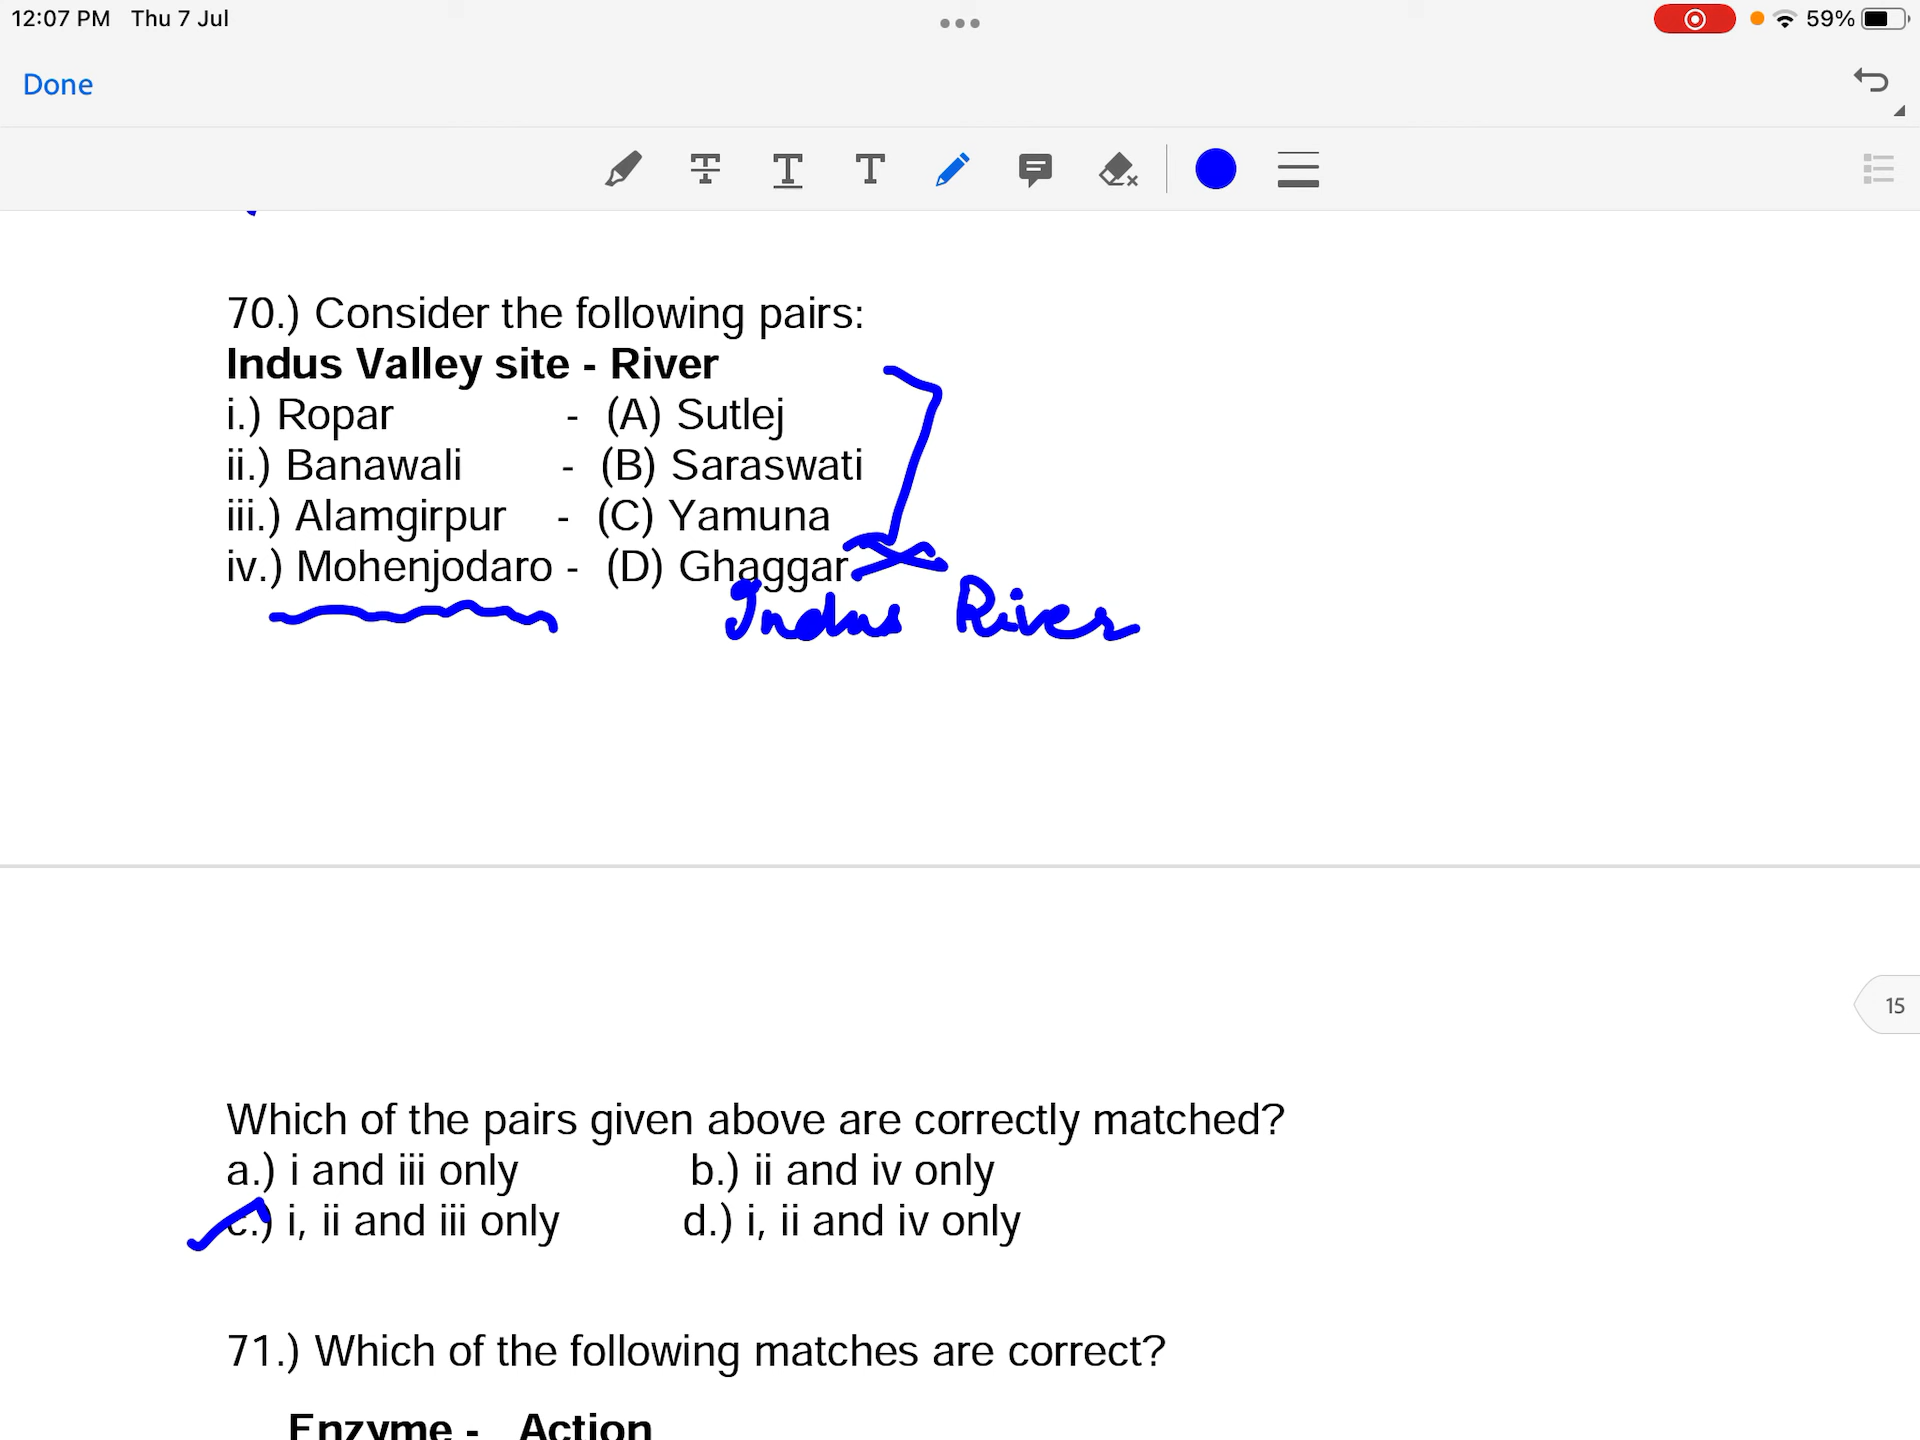 12:07 PM Thu 7 Jul
59%
Done
70.) Consider the following pairs:
Indus Valley site - River
i.) Ropar - (A) Sutlej
ii.) Banawali - (B) Saraswati
iii.) Alamgirpur - (C) Yamuna
iv.) Mohenjodaro - (D) Ghaggar
Indus River
15
Which of the pairs given above are correctly matched?
a.) i and iii only b.) ii and iv only
c.) i, ii and iii only d.) i, ii and iv only
71.) Which of the following matches are correct?
Enzyme - Action